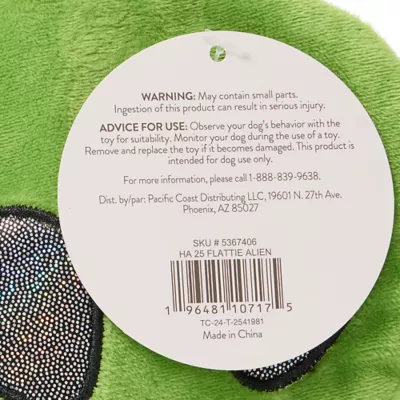 WARNING: May contain small parts.
Ingestion of this product can result in serious injury.
ADVICE FOR USE: Observe your dog's behavior with the
toy for suitability. Monitor your dog during the use of a toy.
Remove and replace the toy if it becomes damaged. This product is
intended for dog use only.
For more information, please call 1-888-839-9638.
Dist. by/par: Pacific Coast Distributing LLC, 19601 N. 27th Ave.
Phoenix, AZ 85027
SKU # 5367406
HA 25 FLATTIE ALIEN
1 96481 10717 5
TC-24-T-2541981
Made in China